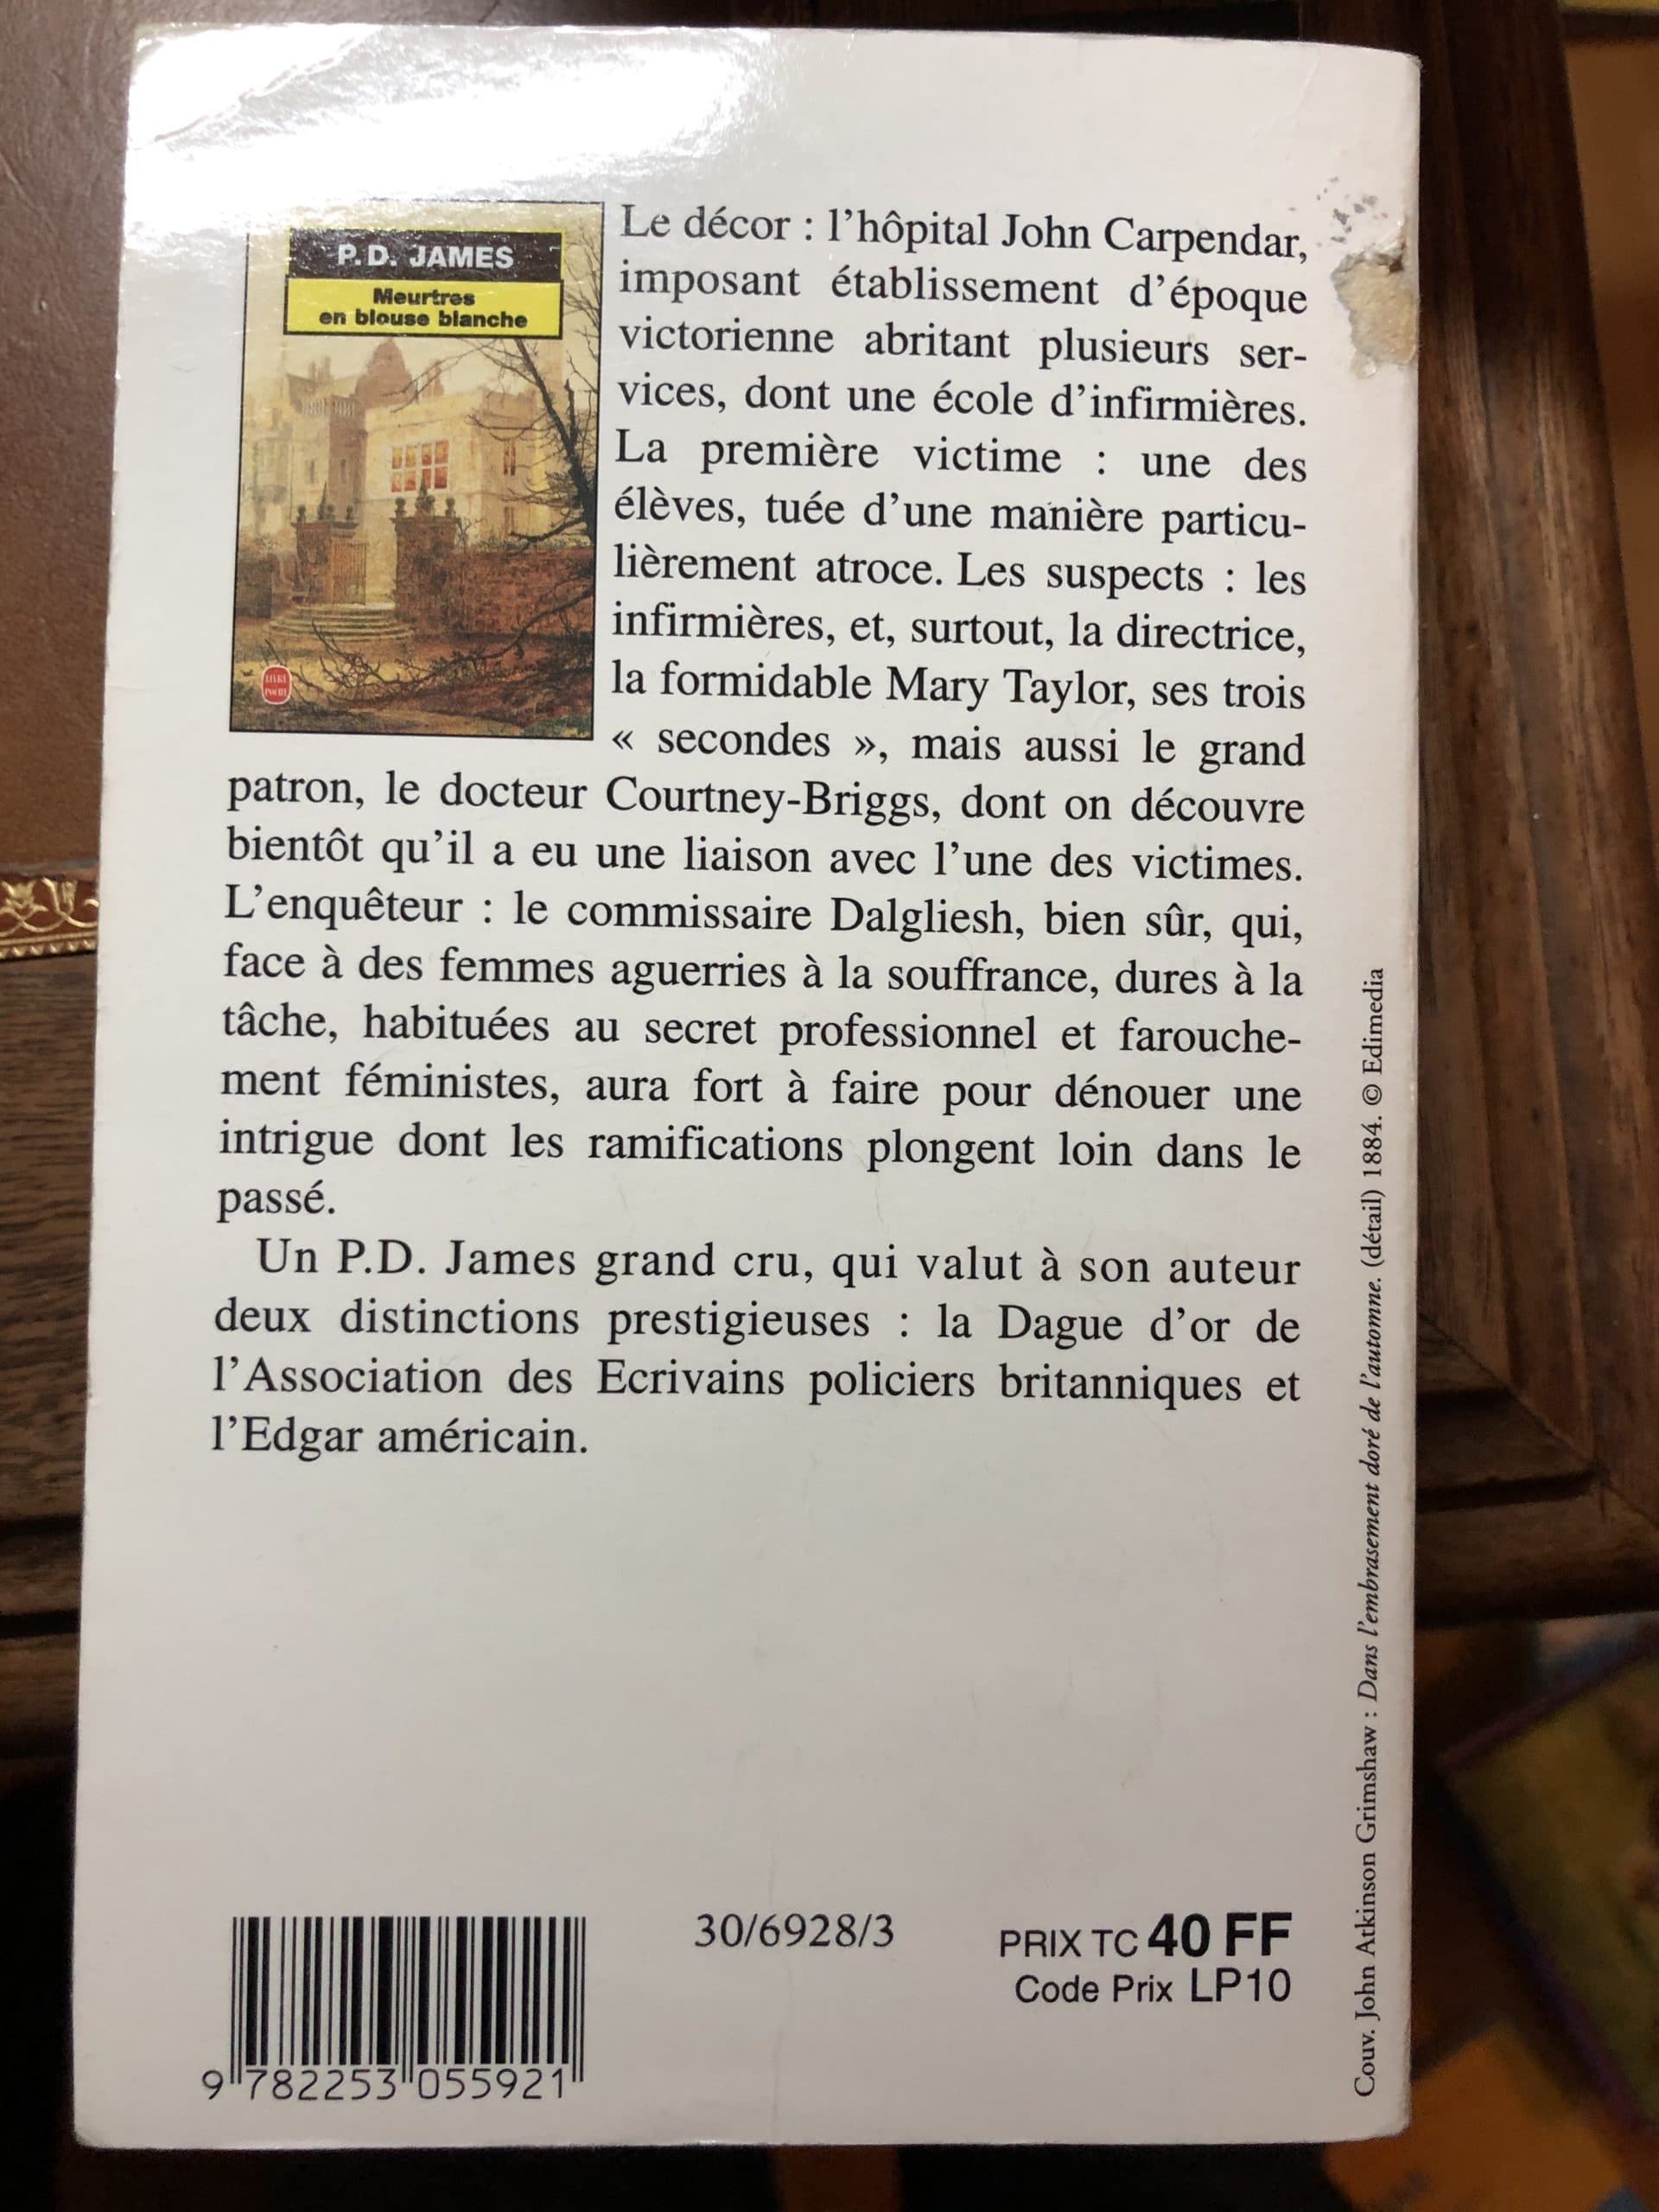 P.D. JAMES
Meurtres
en blouse blanche
LIVRE
POCHE
Le décor : l'hôpital John Carpendar,
imposant établissement d'époque
victorienne abritant plusieurs ser-
vices, dont une école d'infirmières.
La première victime : une des
élèves, tuée d'une manière particu-
lièrement atroce. Les suspects : les
infirmières, et, surtout, la directrice,
la formidable Mary Taylor, ses trois
« secondes », mais aussi le grand
patron, le docteur Courtney-Briggs, dont on découvre
bientôt qu'il a eu une liaison avec l'une des victimes.
L'enquêteur : le commissaire Dalgliesh, bien sûr, qui,
face à des femmes aguerries à la souffrance, dures à la
tâche, habituées au secret professionnel et farouche-
ment féministes, aura fort à faire pour dénouer une
intrigue dont les ramifications plongent loin dans le
passé.
Un P.D. James grand cru, qui valut à son auteur
deux distinctions prestigieuses : la Dague d'or de
l'Association des Ecrivains policiers britanniques et
l'Edgar américain.
30/6928/3
PRIX TC 40 FF
Code Prix LP10
9 782253 055921
Couv. John Atkinson Grimshaw : Dans l'embrasement doré de l'automne. (détail) 1884. © Edimedia